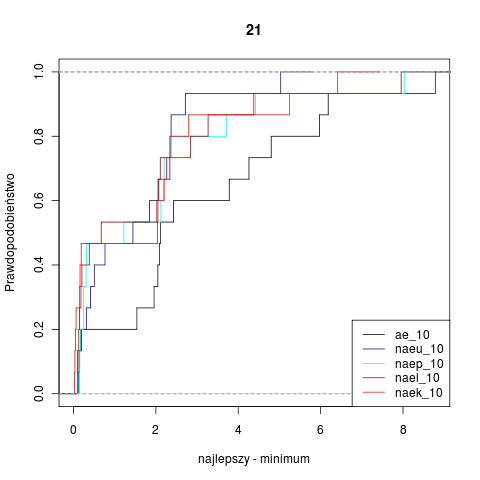 21
Prawdopodobieństwo
1.0
0.8
0.6
0.4
0.2
0.0
ae_10
naeu_10
naep_10
nael_10
naek_10
0 2 4 6 8
najlepszy - minimum